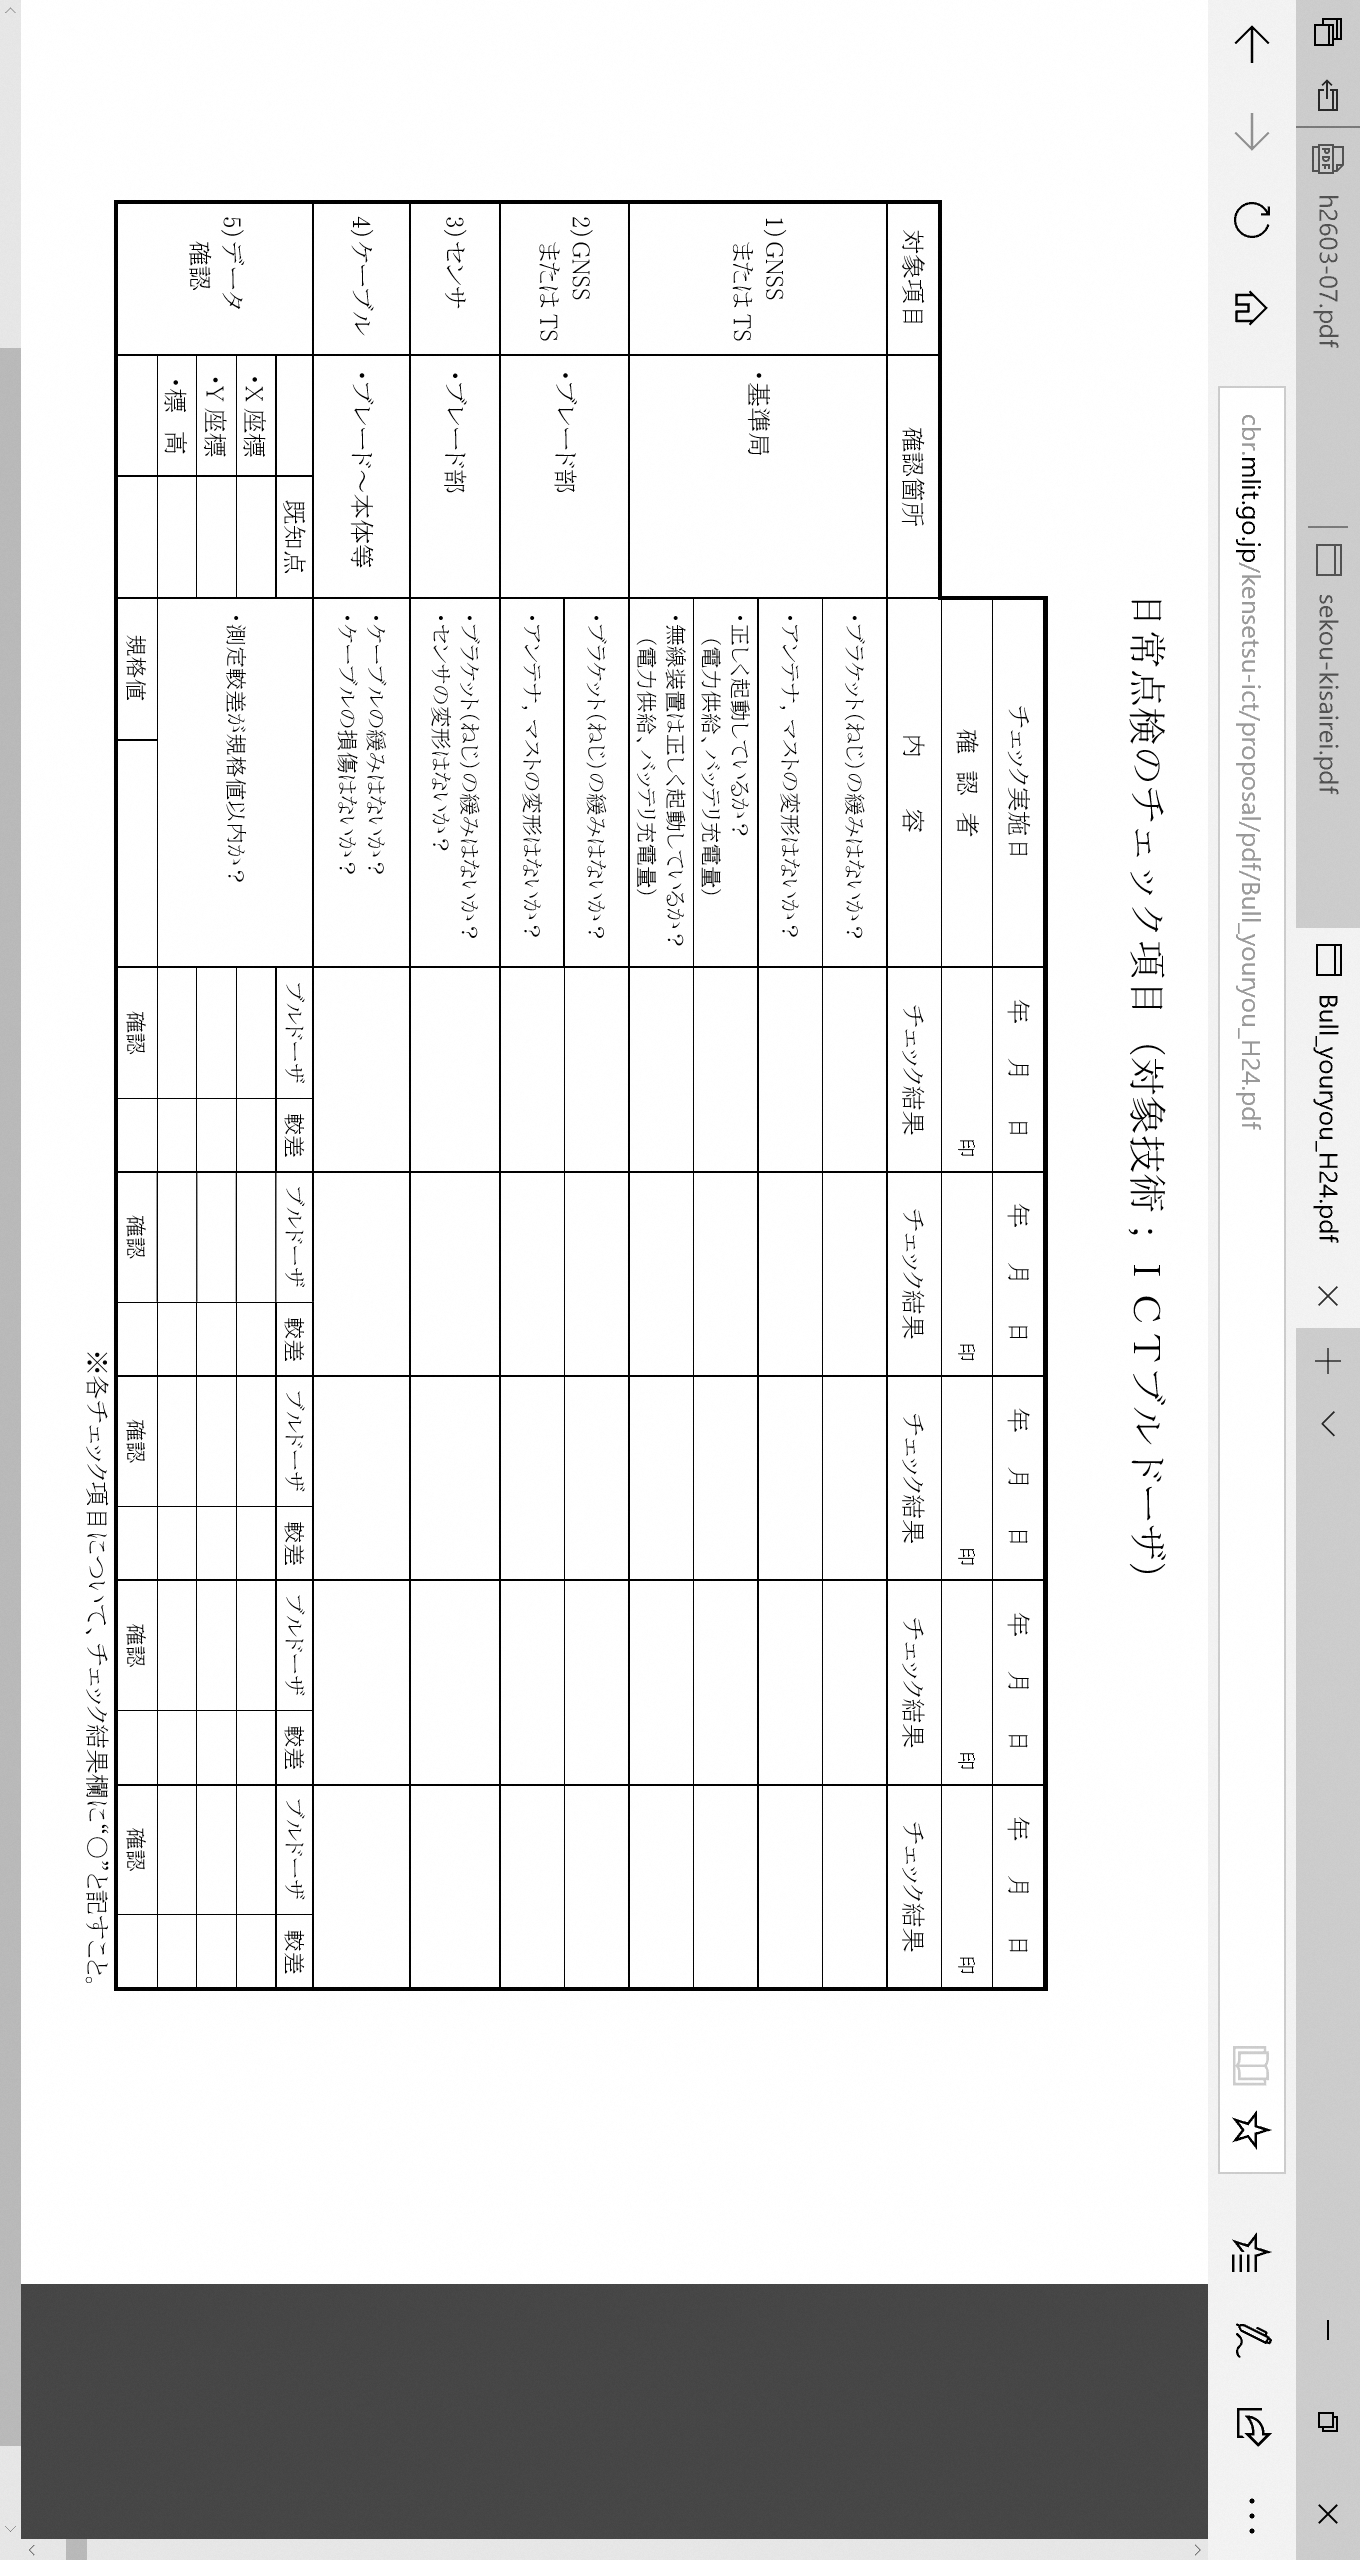 h2603-07.pdf
sekou-kisairei.pdf
Bull_youryou_H24.pdf
cbr.mlit.go.jp/kensetsu-ict/proposal/pdf/Bull_youryou_H24.pdf
日常点検のチェック項目（対象技術；ＩＣＴブルドーザ）
チェック実施日 年 月 日 年 月 日 年 月 日 年 月 日 年 月 日
確 認 者 印 印 印 印 印
対象項目 確認箇所 内 容 チェック結果 チェック結果 チェック結果 チェック結果 チェック結果
1)GNSS
または TS
・基準局
・ブラケット(ねじ)の緩みはないか？
・アンテナ，マストの変形はないか？
・正しく起動しているか？
（電力供給、バッテリ充電量）
・無線装置は正しく起動しているか？
（電力供給、バッテリ充電量）
2)GNSS
または TS
・ブレード部
・ブラケット(ねじ)の緩みはないか？
・アンテナ，マストの変形はないか？
3)センサ
・ブレード部
・ブラケット(ねじ)の緩みはないか？
・センサの変形はないか？
4)ケーブル
・ブレード～本体等
・ケーブルの緩みはないか？
・ケーブルの損傷はないか？
5)データ
確認
既知点 ブルドーザ 較差 ブルドーザ 較差 ブルドーザ 較差 ブルドーザ 較差 ブルドーザ 較差
・X 座標
・Y 座標
・標 高
・測定較差が規格値以内か？
規格値 確認 確認 確認 確認 確認
※各チェック項目について、チェック結果欄に“○”と記すこと。